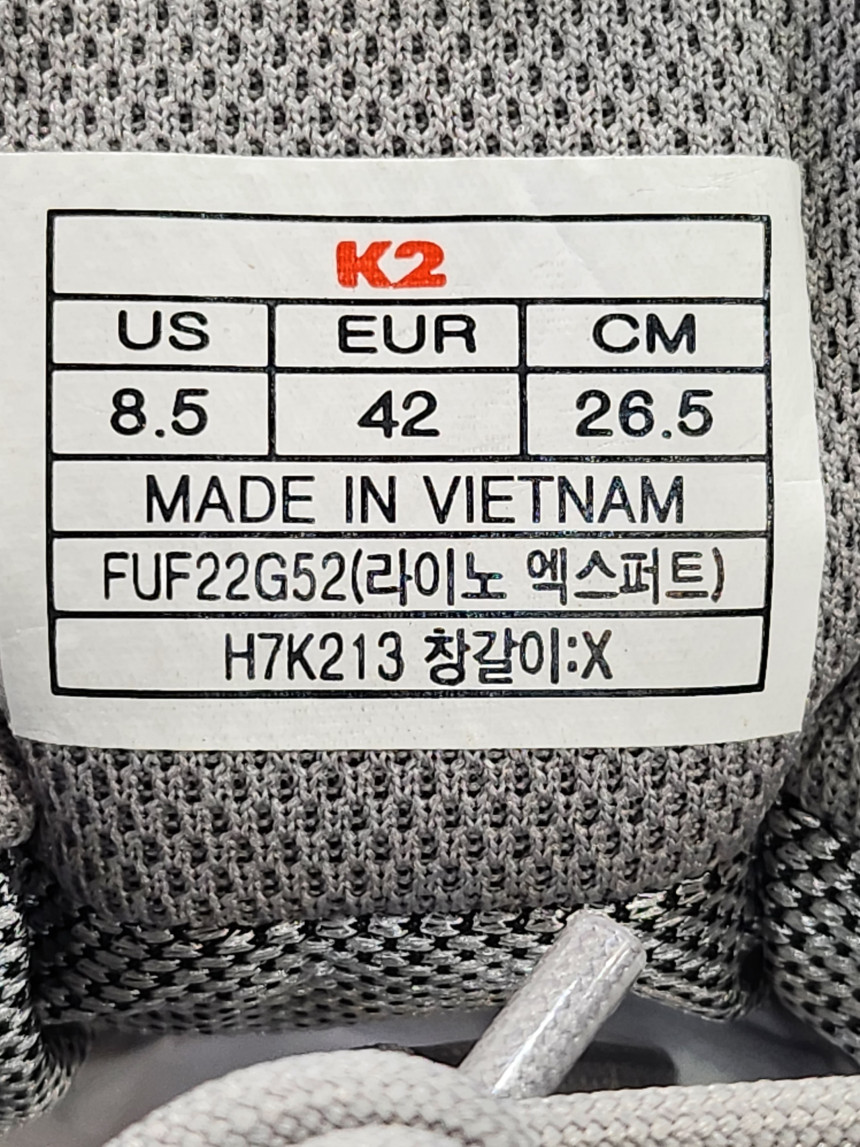 K2
US EUR CM
8.5 42 26.5
MADE IN VIETNAM
FUF22G52(라이노 엑스퍼트)
H7K213 창갈이:X